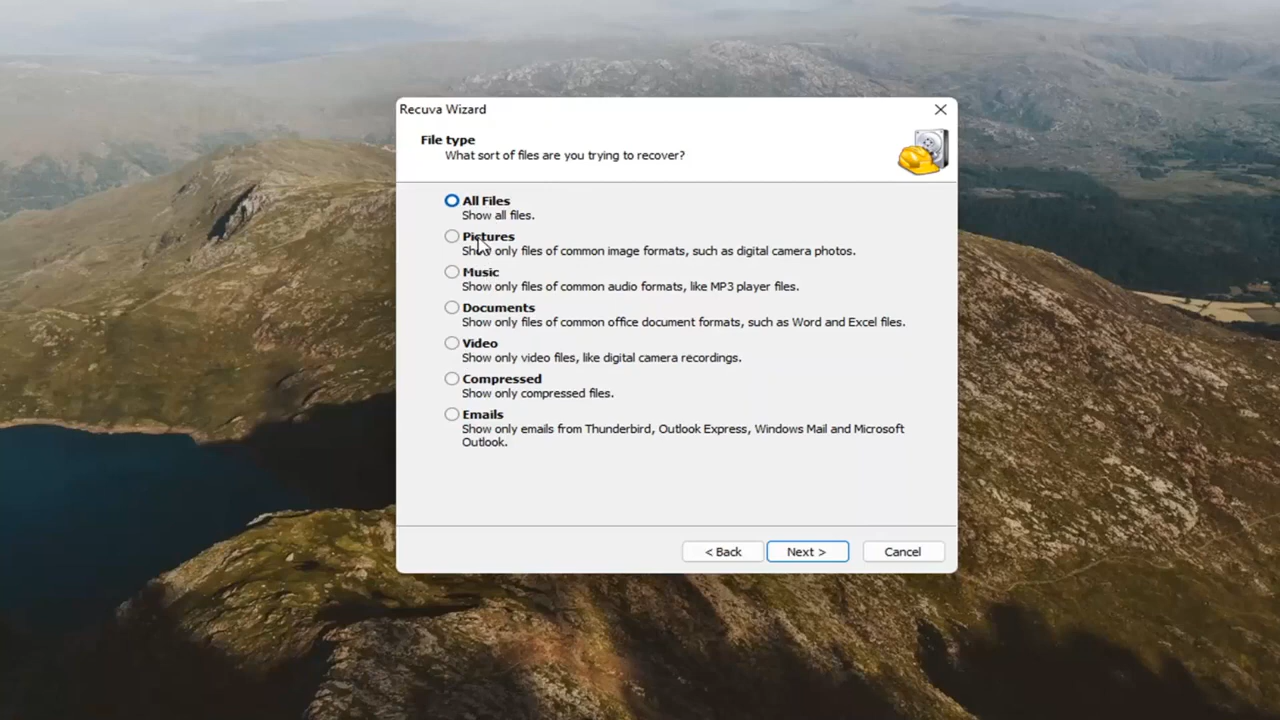 Recuva Wizard
File type
What sort of files are you trying to recover?
All Files
Show all files.
Pictures
Show only files of common image formats, such as digital camera photos.
Music
Show only files of common audio formats, like MP3 player files.
Documents
Show only files of common office document formats, such as Word and Excel files.
Video
Show only video files, like digital camera recordings.
Compressed
Show only compressed files.
Emails
Show only emails from Thunderbird, Outlook Express, Windows Mail and Microsoft
Outlook.
< Back Next > Cancel